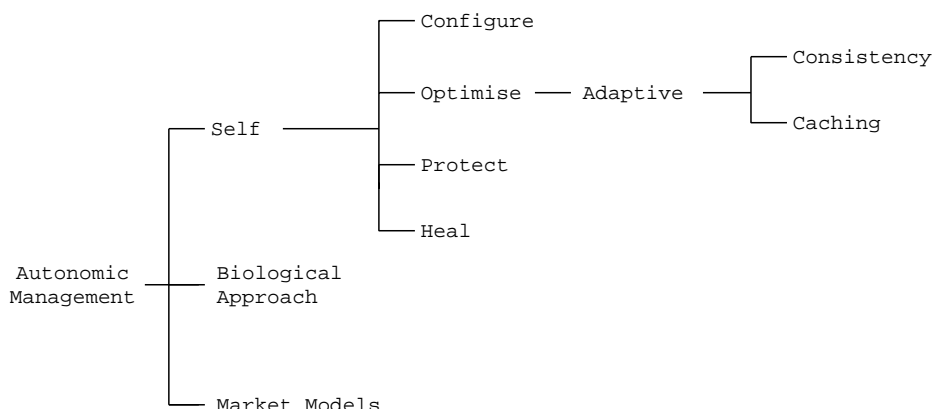 Configure
Consistency
Optimise
Adaptive
Caching
Self
Protect
Heal
Autonomic
Management
Biological
Approach
Market Models